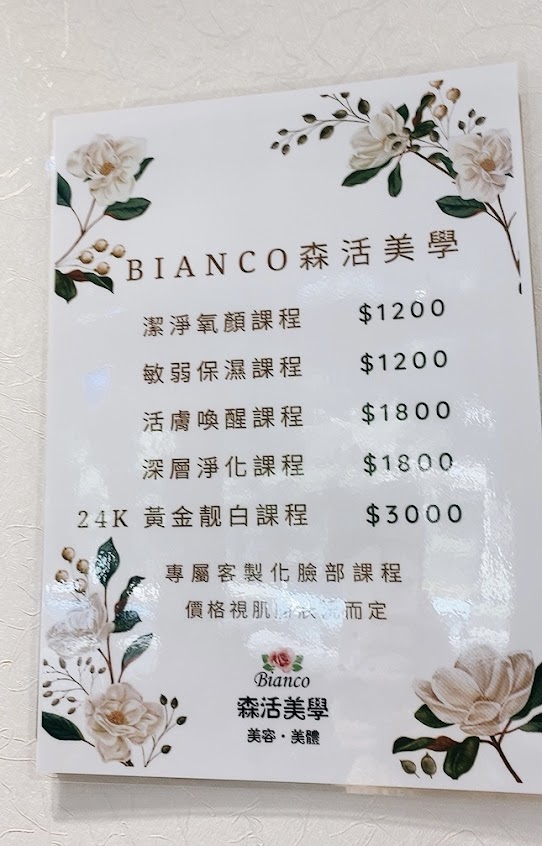 BIANCO森活美學
潔淨氧顏課程 $1200
敏弱保濕課程 $1200
活膚喚醒課程 $1800
深層淨化課程 $1800
24K 黃金靓白課程 $3000
專屬客製化臉部課程
價格視肌膚狀況而定
Bianco
森活美學
美容・美體